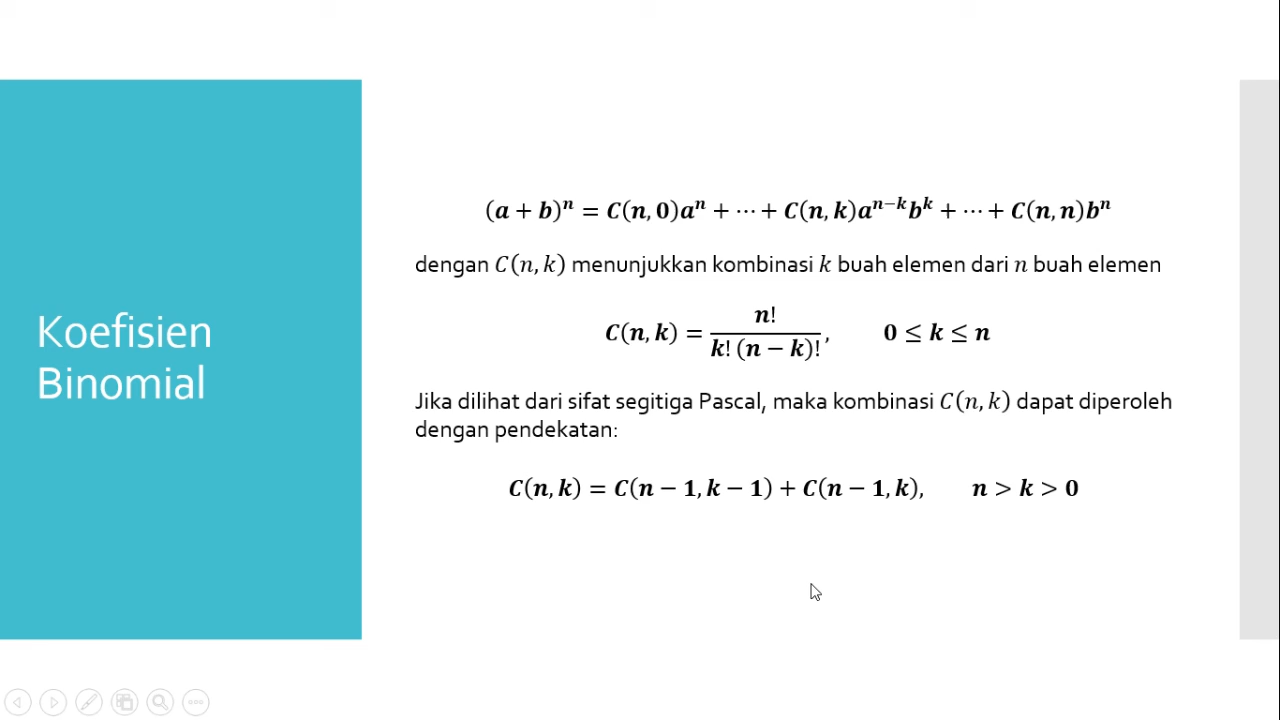 Koefisien
Binomial
(a + b)ⁿ = C(n, 0)aⁿ + ⋯ + C(n, k)aⁿ⁻ᵏbᵏ + ⋯ + C(n, n)bⁿ
dengan C(n, k) menunjukkan kombinasi k buah elemen dari n buah elemen
C(n, k) = n! / k! (n − k)!, 0 ≤ k ≤ n
Jika dilihat dari sifat segitiga Pascal, maka kombinasi C(n, k) dapat diperoleh
dengan pendekatan:
C(n, k) = C(n − 1, k − 1) + C(n − 1, k), n > k > 0